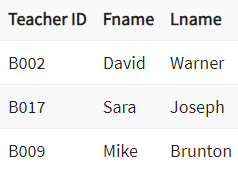 Teacher ID Fname Lname
B002 David Warner
B017 Sara Joseph
B009 Mike Brunton